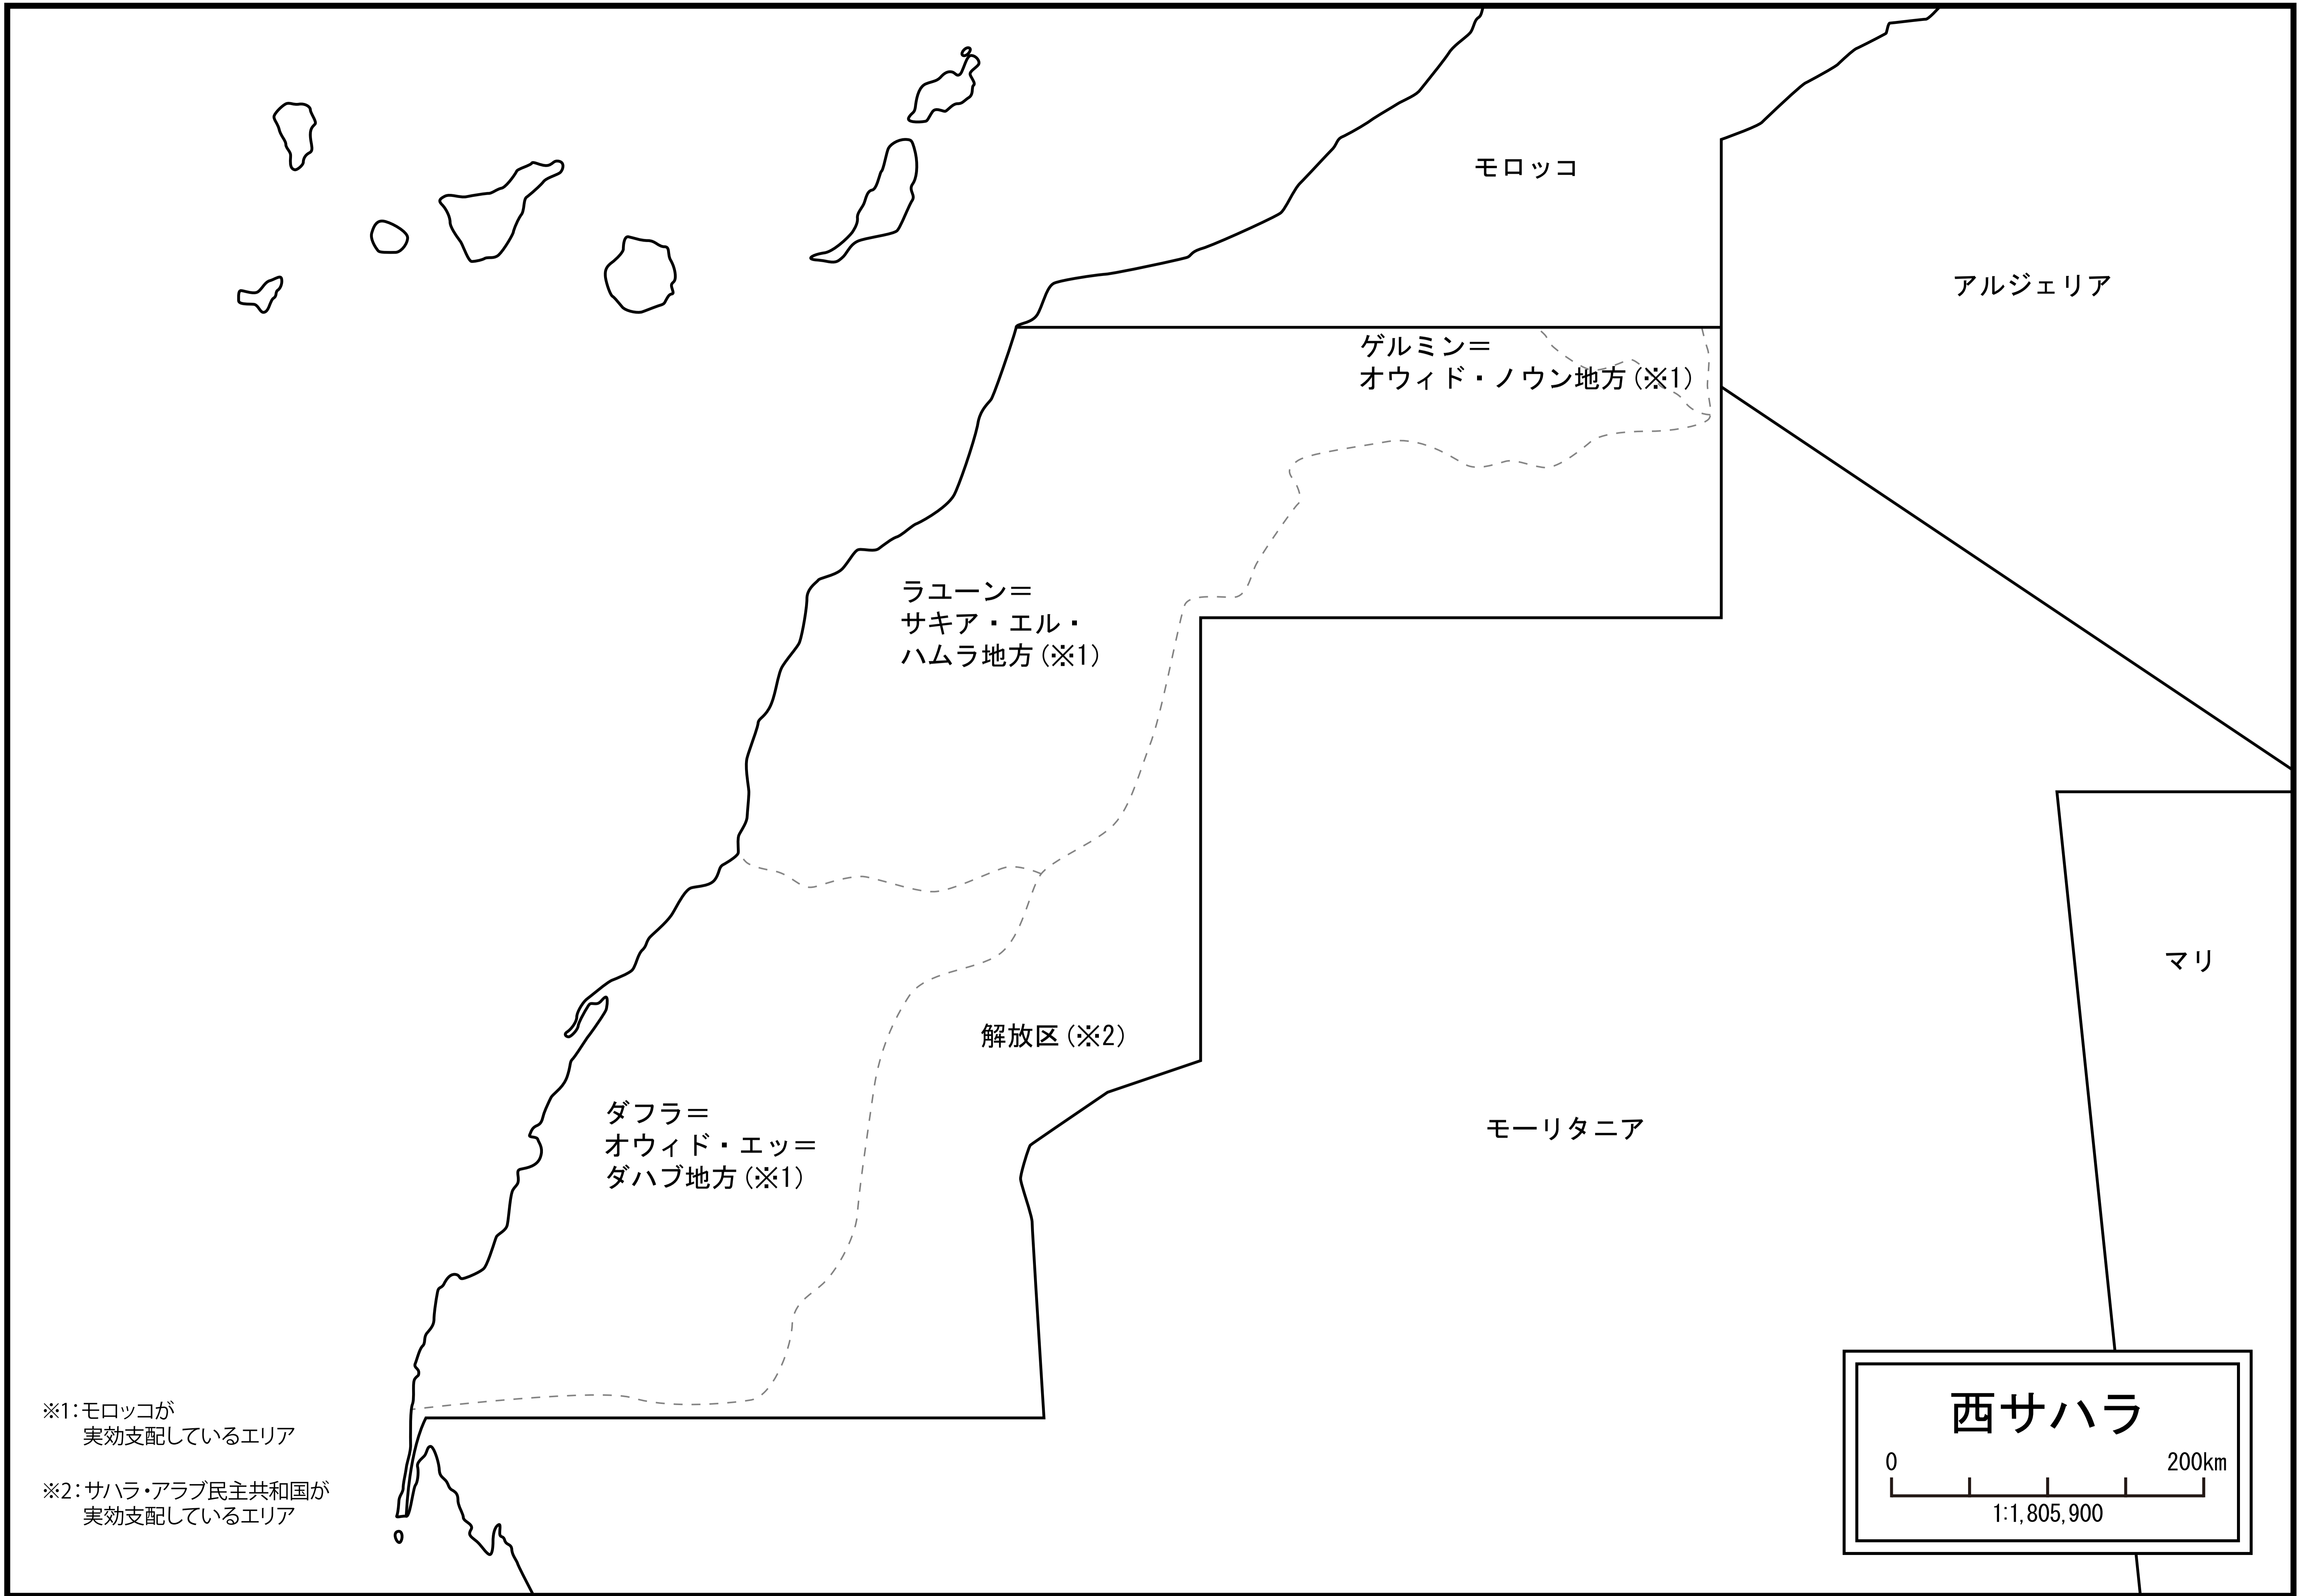 モロッコ
アルジェリア
ゲルミン＝
オウィド・ノウン地方(※1)
ラユーン＝
サキア・エル・
ハムラ地方(※1)
マリ
解放区(※2)
ダフラ＝
オウィド・エッ＝
ダハブ地方(※1)
モーリタニア
※1：モロッコが
実効支配しているエリア
※2：サハラ・アラブ民主共和国が
実効支配しているエリア
西サハラ
0 200km
1:1,805,900